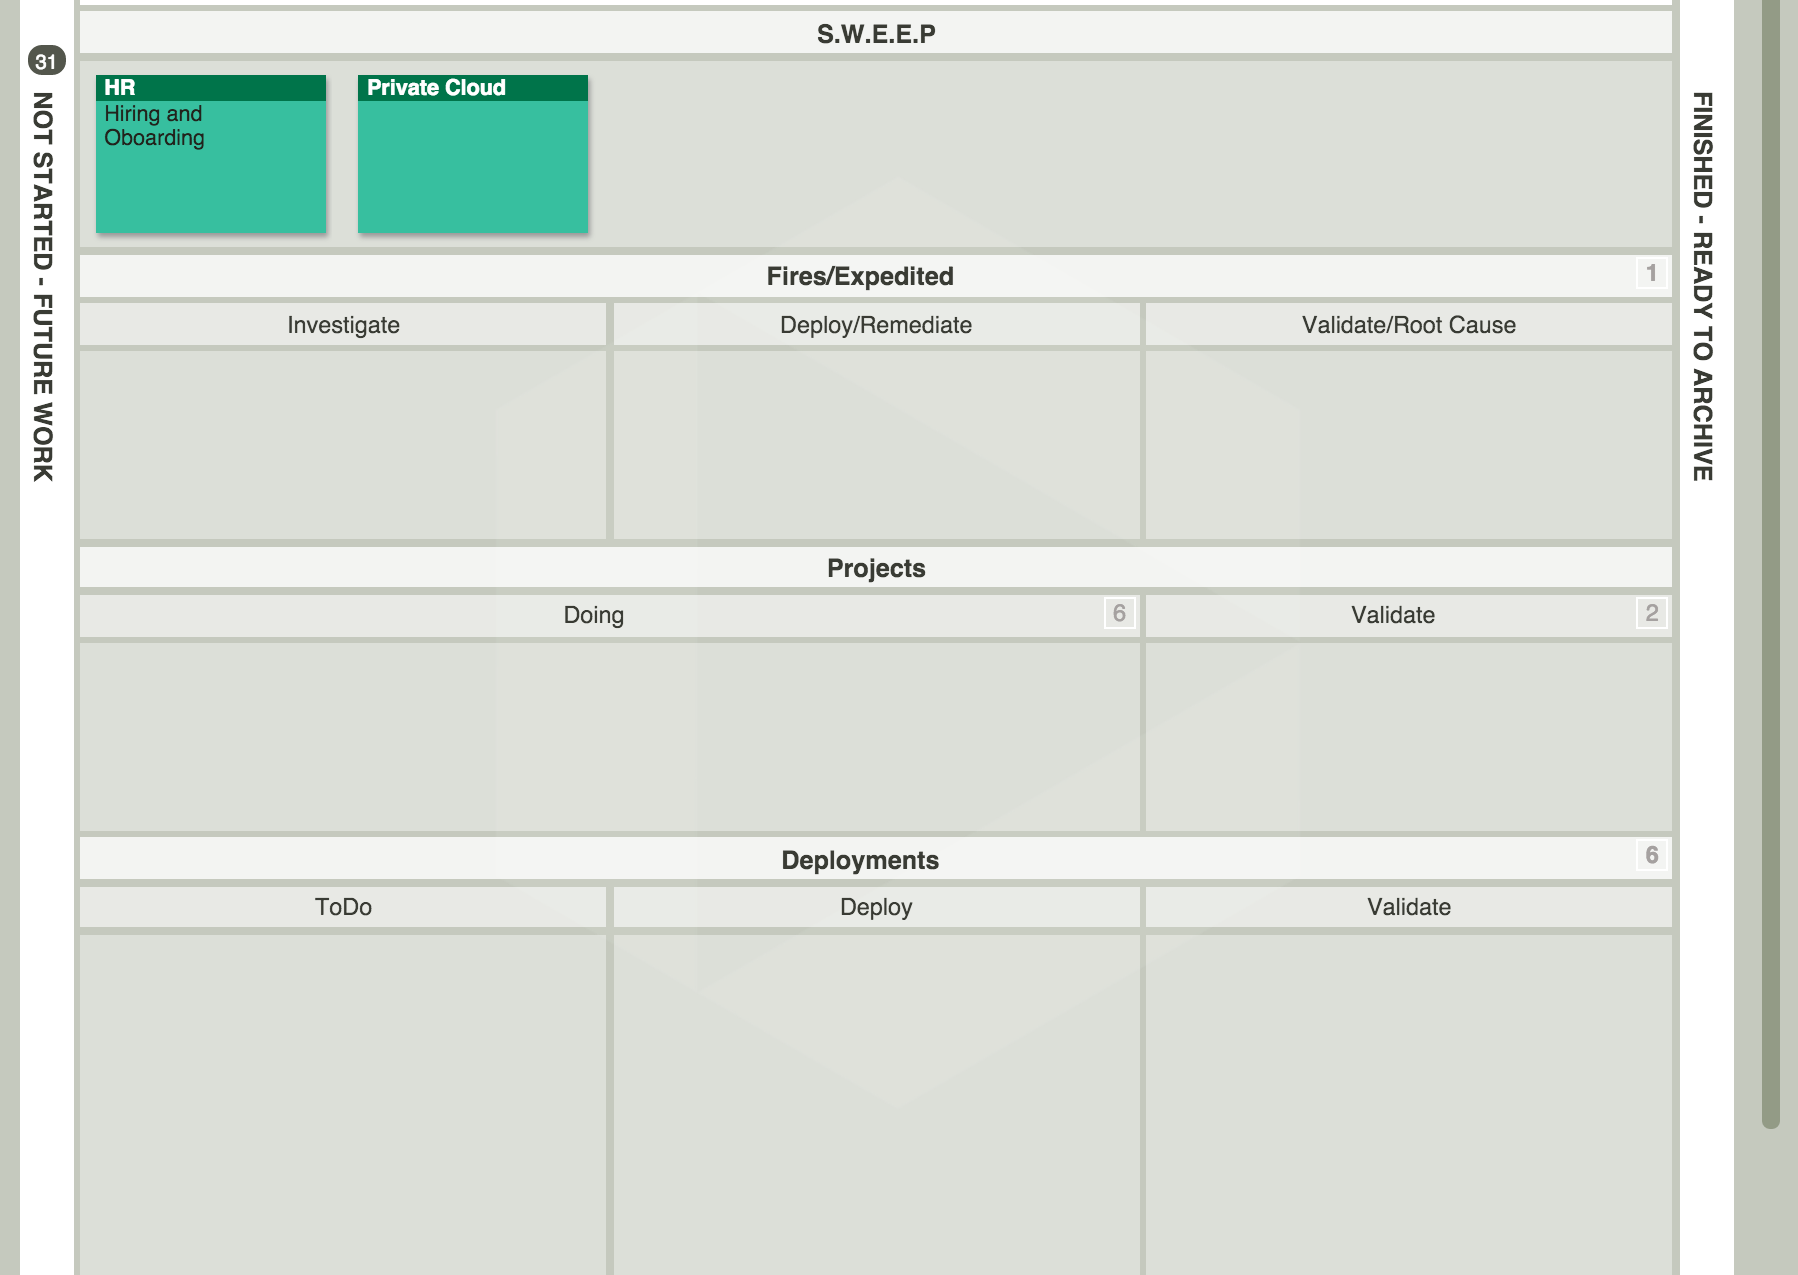 S.W.E.E.P
31
NOT STARTED - FUTURE WORK
HR
Hiring and
Oboarding
Private Cloud
FINISHED - READY TO ARCHIVE
Fires/Expedited
1
Investigate
Deploy/Remediate
Validate/Root Cause
Projects
Doing
6
Validate
2
Deployments
6
ToDo
Deploy
Validate